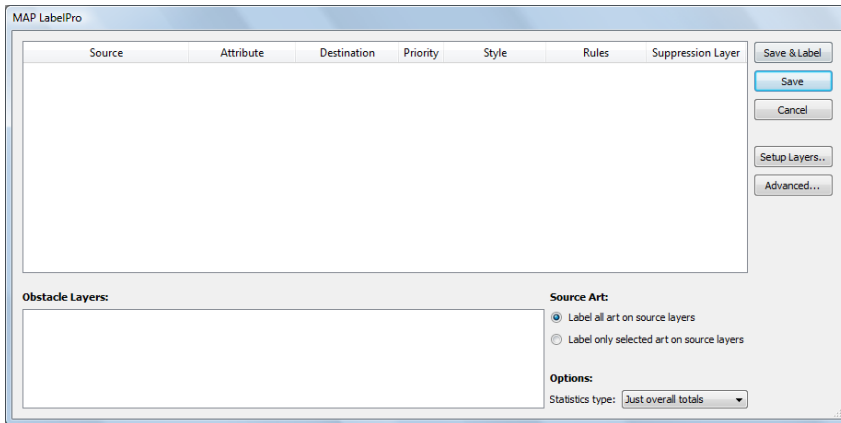 MAP LabelPro
Source Attribute Destination Priority Style Rules Suppression Layer
Save & Label
Save
Cancel
Setup Layers..
Advanced...
Obstacle Layers:
Source Art:
Label all art on source layers
Label only selected art on source layers
Options:
Statistics type: Just overall totals